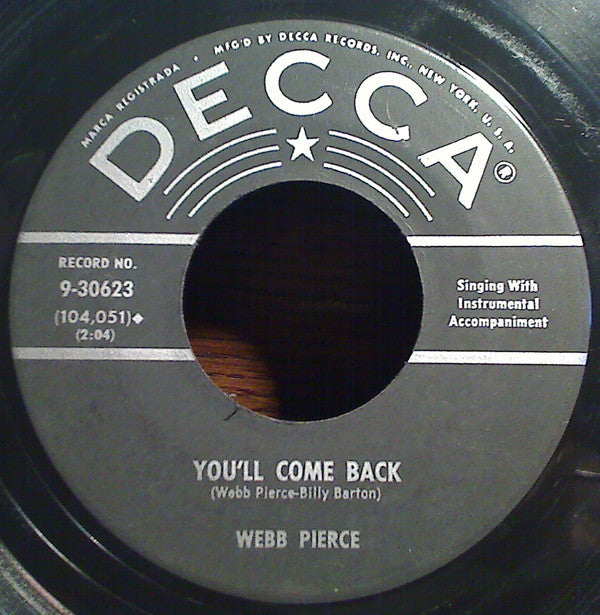 MARCA REGISTRADA • MFG'D BY DECCA RECORDS, INC., NEW YORK, U.S.A.
DECCA®
RECORD NO.
9-30623
(104,051)◆
(2:04)
Singing With
Instrumental
Accompaniment
YOU'LL COME BACK
(Webb Pierce-Billy Barton)
WEBB PIERCE